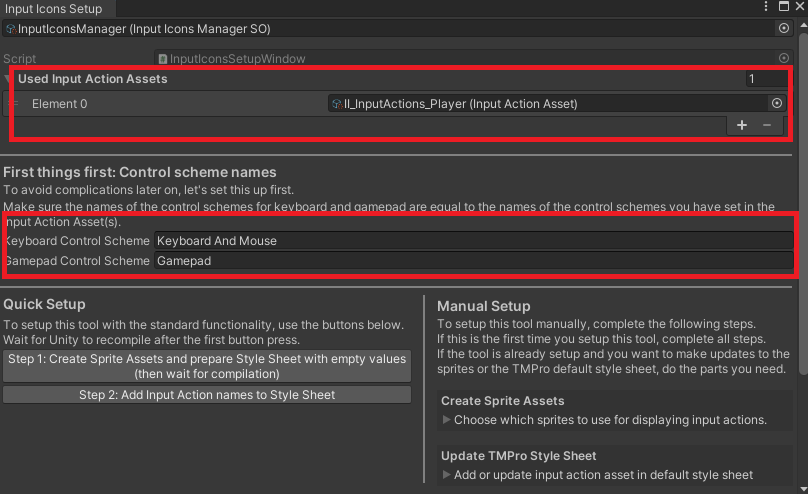 Input Icons Setup
InputIconsManager (Input Icons Manager SO)
Script
InputIconsSetupWindow
Used Input Action Assets
1
Element 0
II_InputActions_Player (Input Action Asset)
+ −
First things first: Control scheme names
To avoid complications later on, let's set this up first.
Make sure the names of the control schemes for keyboard and gamepad are equal to the names of the control schemes you have set in the
Input Action Asset(s).
Keyboard Control Scheme
Keyboard And Mouse
Gamepad Control Scheme
Gamepad
Quick Setup
To setup this tool with the standard functionality, use the buttons below.
Wait for Unity to recompile after the first button press.
Step 1: Create Sprite Assets and prepare Style Sheet with empty values
(then wait for compilation)
Step 2: Add Input Action names to Style Sheet
Manual Setup
To setup this tool manually, complete the following steps.
If this is the first time you setup this tool, complete all steps.
If the tool is already setup and you want to make updates to the
sprites or the TMPro default style sheet, do the parts you need.
Create Sprite Assets
Choose which sprites to use for displaying input actions.
Update TMPro Style Sheet
Add or update input action asset in default style sheet